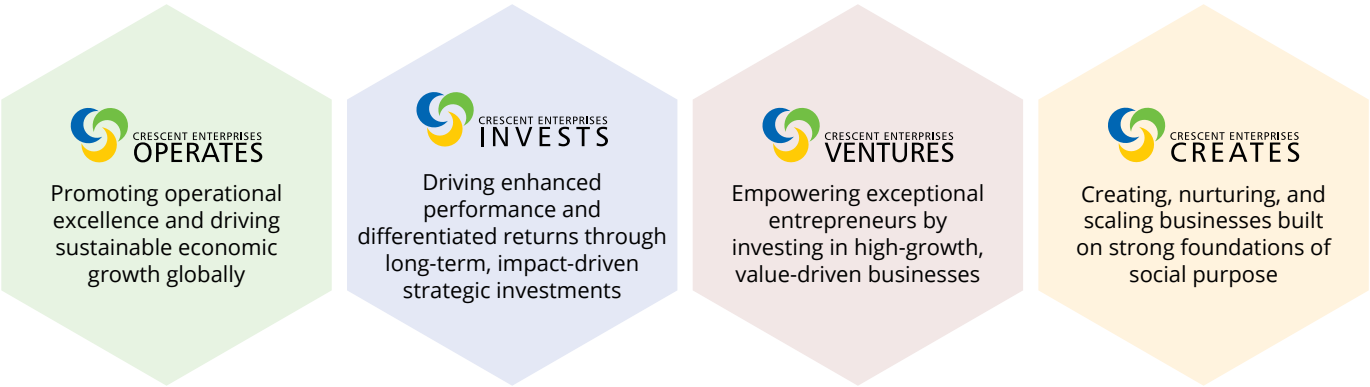 CRESCENT ENTERPRISES
OPERATES
Promoting operational
excellence and driving
sustainable economic
growth globally
CRESCENT ENTERPRISES
INVESTS
Driving enhanced
performance and
differentiated returns through
long-term, impact-driven
strategic investments
CRESCENT ENTERPRISES
VENTURES
Empowering exceptional
entrepreneurs by
investing in high-growth,
value-driven businesses
CRESCENT ENTERPRISES
CREATES
Creating, nurturing, and
scaling businesses built
on strong foundations of
social purpose